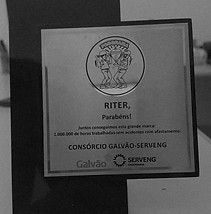 RITER,
Parabéns!
Juntos conseguimos esta grande marca:
1.000.000 de horas trabalhadas sem acidentes com afastamento.
CONSÓRCIO GALVÃO-SERVENG
Galvão SERVENG